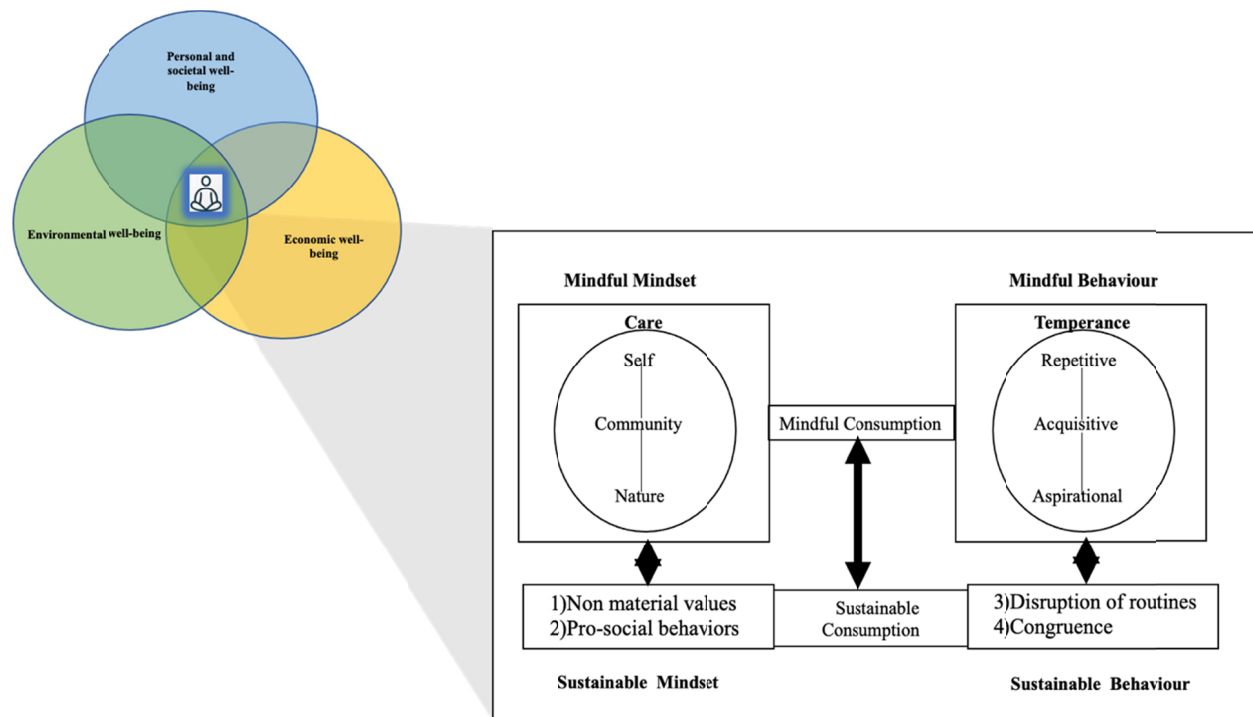 Personal and
societal well-
being
Environmental well-being
Economic well-
being
Mindful Mindset
Mindful Behaviour
Care
Self
Community
Nature
Mindful Consumption
Temperance
Repetitive
Acquisitive
Aspirational
1)Non material values
2)Pro-social behaviors
Sustainable
Consumption
3)Disruption of routines
4)Congruence
Sustainable Mindset
Sustainable Behaviour